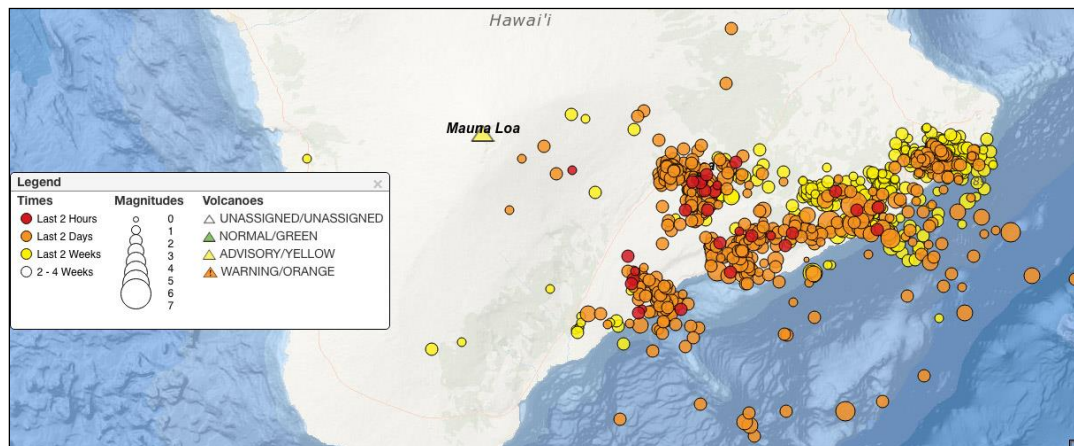 Hawai'i
Mauna Loa
Legend
Times Magnitudes Volcanoes
Last 2 Hours 0 UNASSIGNED/UNASSIGNED
Last 2 Days 1 NORMAL/GREEN
Last 2 Weeks 2 ADVISORY/YELLOW
2 - 4 Weeks 3 WARNING/ORANGE
4
5
6
7